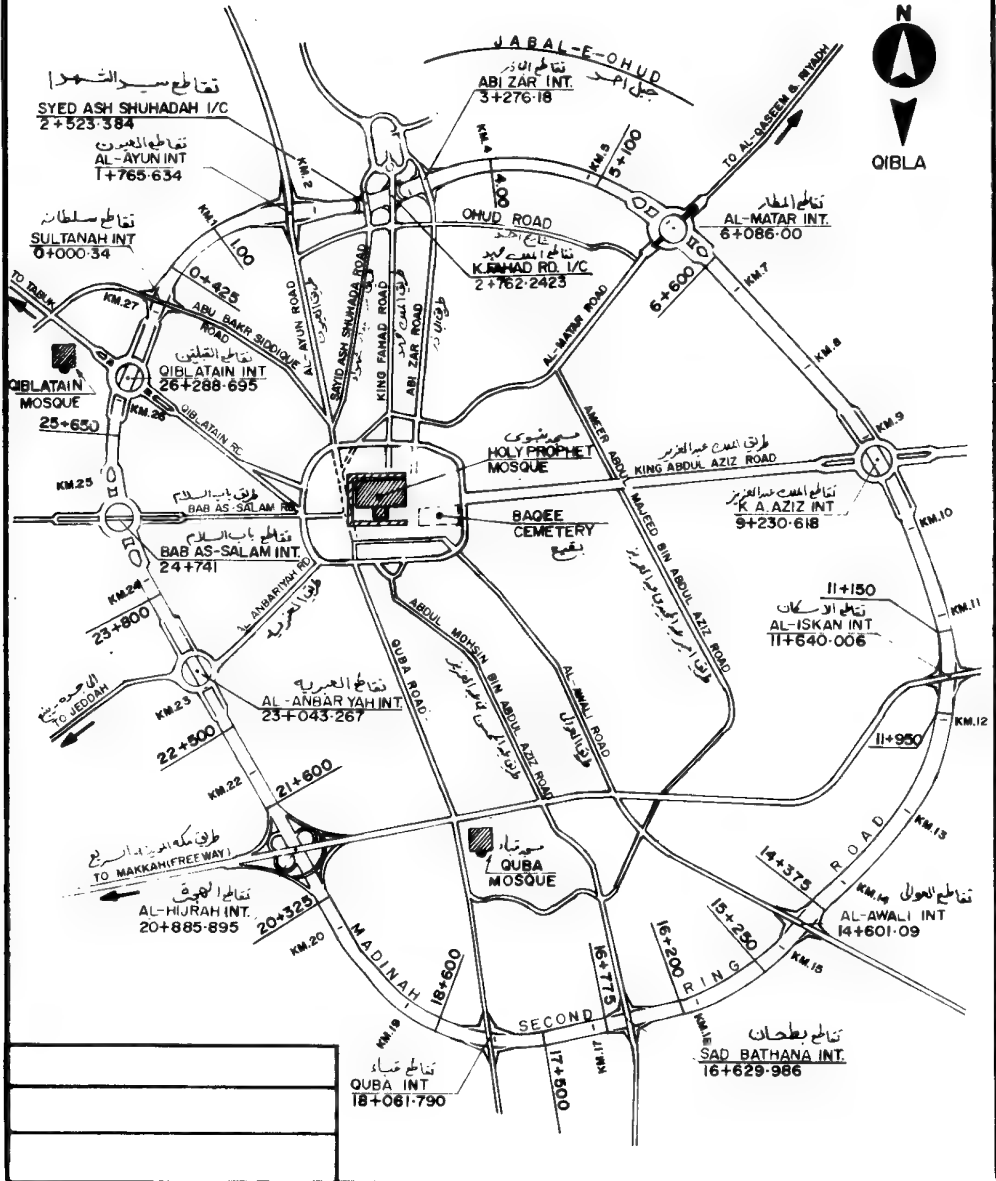 N
QIBLA
JABAL-E-OHUD
جبل احد
تقاطع سيد الشهدا
SYED ASH SHUHADAH I/C
2+523·384
تقاطع العيون
AL-AYUN INT
1+765·634
تقاطع سلطانه
SULTANAH INT
0+000·34
ABI ZAR INT.
3+276·18
TO AL-QASEEM & RIYADH
KM.1
1.00
KM.2
KM.4
4.00
KM.5
5+100
تقاطع المطار
AL-MATAR INT.
6+086·00
6+600
OHUD ROAD
K.FAHAD RD. I/C
2+762·2423
TO TABUK
KM.27
0+425
ABU BAKR SIDDIQUE
ROAD
AL-AYUN ROAD
SAYID ASH SHUHADA ROAD
KING FAHAD ROAD
ABI ZAR ROAD
AL-MATAR ROAD
KM.7
KM.8
KM.9
QIBLATAIN
MOSQUE
تقاطع القبلتين
QIBLATAIN INT
26+288·695
KM.26
QIBLATAIN RD
25+650
KM.25
HOLY PROPHET
MOSQUE
BAQEE
CEMETERY
بقيع
طريق الملك عبد العزيز
KING ABDUL AZIZ ROAD
تقاطع الملك عبد العزيز
K.A.AZIZ INT
9+230·618
KM.10
طريق باب السلام
BAB AS-SALAM RD
تقاطع باب السلام
BAB AS-SALAM INT.
24+741
AL ANBARIYAH RD
KM.24
23+800
AMEER ABDUL MAJEED BIN ABDUL AZIZ ROAD
11+150
KM.11
تقاطع الاسكان
AL-ISKAN INT
11+640·006
KM.12
11+950
TO JEDDAH
KM.23
22+500
AL-ANBAR YAH INT.
23+043·267
QUBA ROAD
ABDUL MOHSIN BIN ABDUL AZIZ ROAD
AL-AWALI ROAD
طريق العوالي
KM.22
21+600
TO MAKKAH(FREEWAY)
AL-HIJRAH INT.
20+885·895
20+325
KM.20
مسجد قباء
QUBA
MOSQUE
KM.13
14+375
KM.14
تقاطع العوالى
AL-AWALI INT
14+601·09
KM.15
15+250
16+200
KM.16
16+775
KM.17
17+500
18+600
KM.19
MADINAH SECOND RING ROAD
تقاطع بطحان
SAD BATHANA INT.
16+629·986
تقاطع قباء
QUBA INT
18+061·790